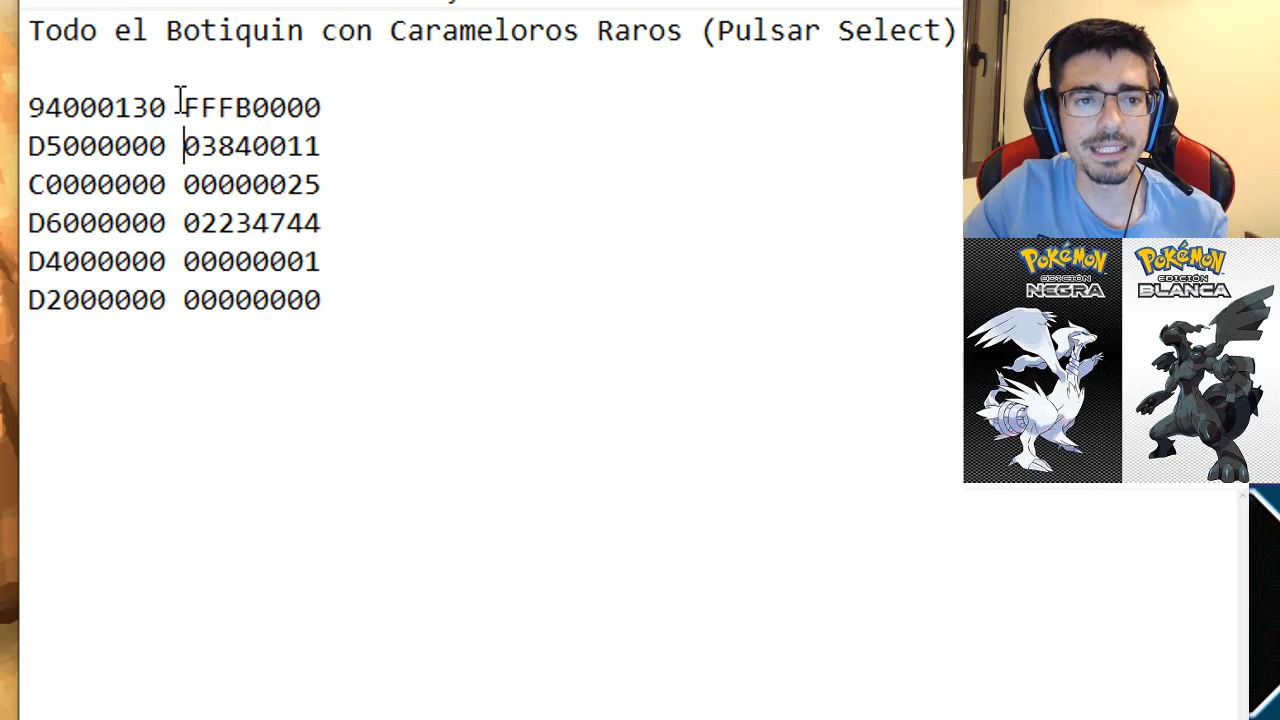 Todo el Botiquin con Carameloros Raros (Pulsar Select)
94000130 FFFB0000
D5000000 03840011
C0000000 00000025
D6000000 02234744
D4000000 00000001
D2000000 00000000
POKéMON
EDICIÓN
NEGRA
POKéMON
EDICIÓN
BLANCA